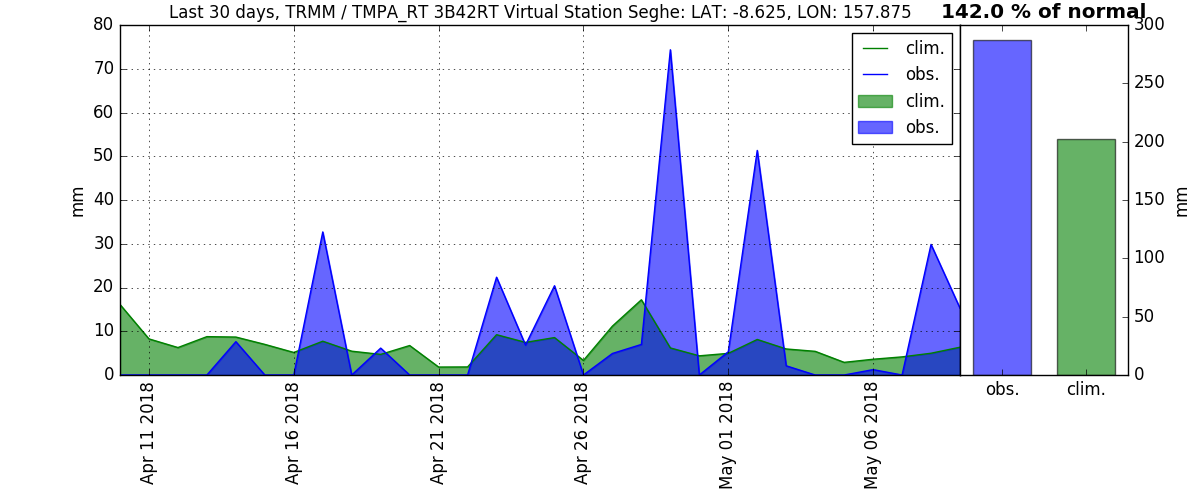 Last 30 days, TRMM / TMPA_RT 3B42RT Virtual Station Seghe: LAT: -8.625, LON: 157.875
142.0 % of normal
80
70
60
50
40
30
20
10
0
mm
clim.
obs.
clim.
obs.
300
250
200
150
100
50
0
mm
Apr 11 2018
Apr 16 2018
Apr 21 2018
Apr 26 2018
May 01 2018
May 06 2018
obs.
clim.